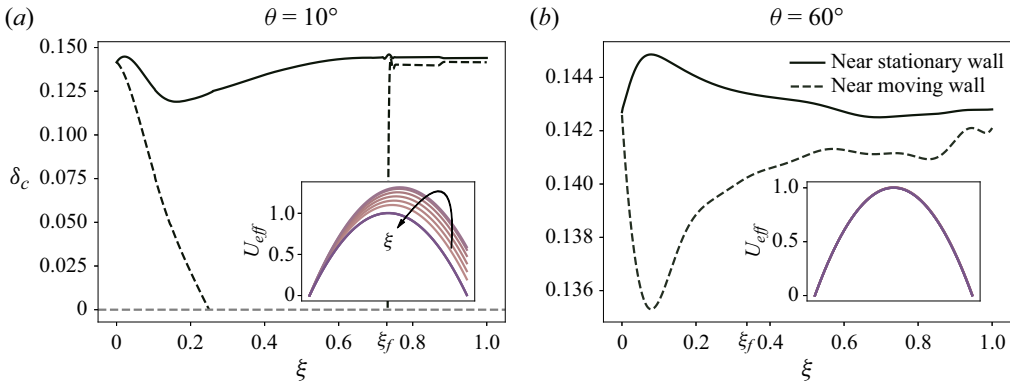 (a) θ = 10°
0.150
0.125
0.100
0.075
0.050
0.025
0
δc
0 0.2 0.4 0.6 ξf 0.8 1.0
ξ
1.0
0.5
0
Ueff
ξ
(b) θ = 60°
Near stationary wall
Near moving wall
0.144
0.142
0.140
0.138
0.136
0 0.2 ξf 0.4 0.6 0.8 1.0
ξ
1.0
0.5
0
Ueff